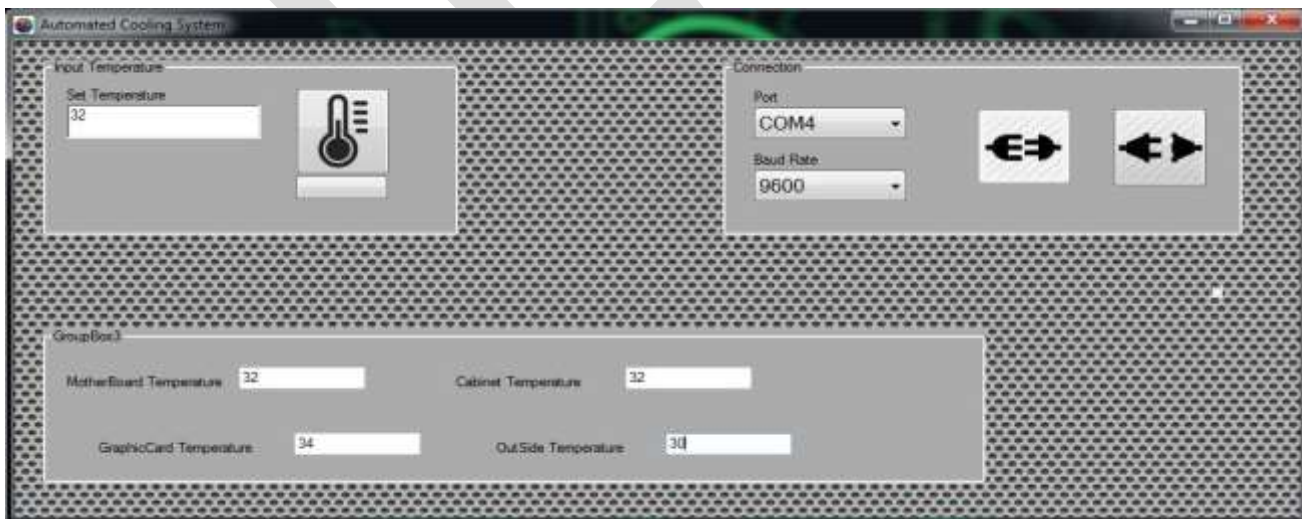 Automated Cooling System
Input Temperature
Set Temperature
32
Connection
Port
COM4
Baud Rate
9600
GroupBox3
MotherBoard Temperature 32
Cabinet Temperature 32
GraphicCard Temperature 34
OutSide Temperature 30